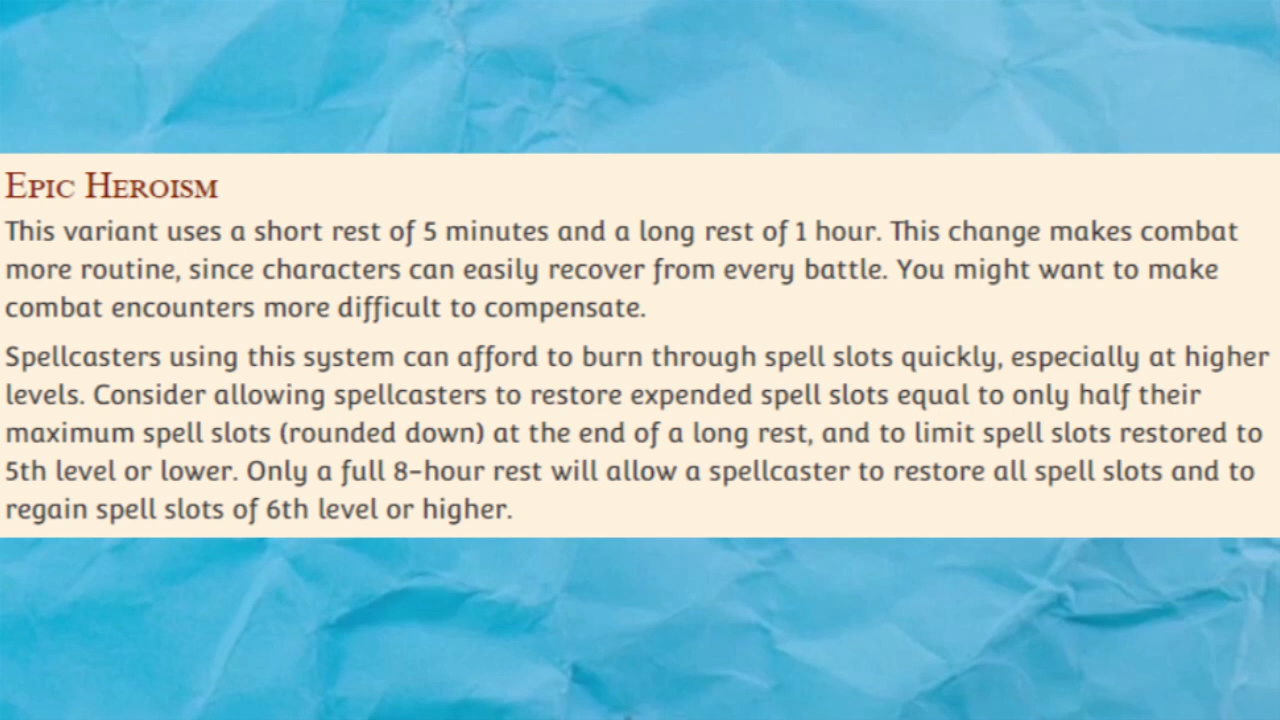 Epic Heroism
This variant uses a short rest of 5 minutes and a long rest of 1 hour. This change makes combat
more routine, since characters can easily recover from every battle. You might want to make
combat encounters more difficult to compensate.
Spellcasters using this system can afford to burn through spell slots quickly, especially at higher
levels. Consider allowing spellcasters to restore expended spell slots equal to only half their
maximum spell slots (rounded down) at the end of a long rest, and to limit spell slots restored to
5th level or lower. Only a full 8-hour rest will allow a spellcaster to restore all spell slots and to
regain spell slots of 6th level or higher.